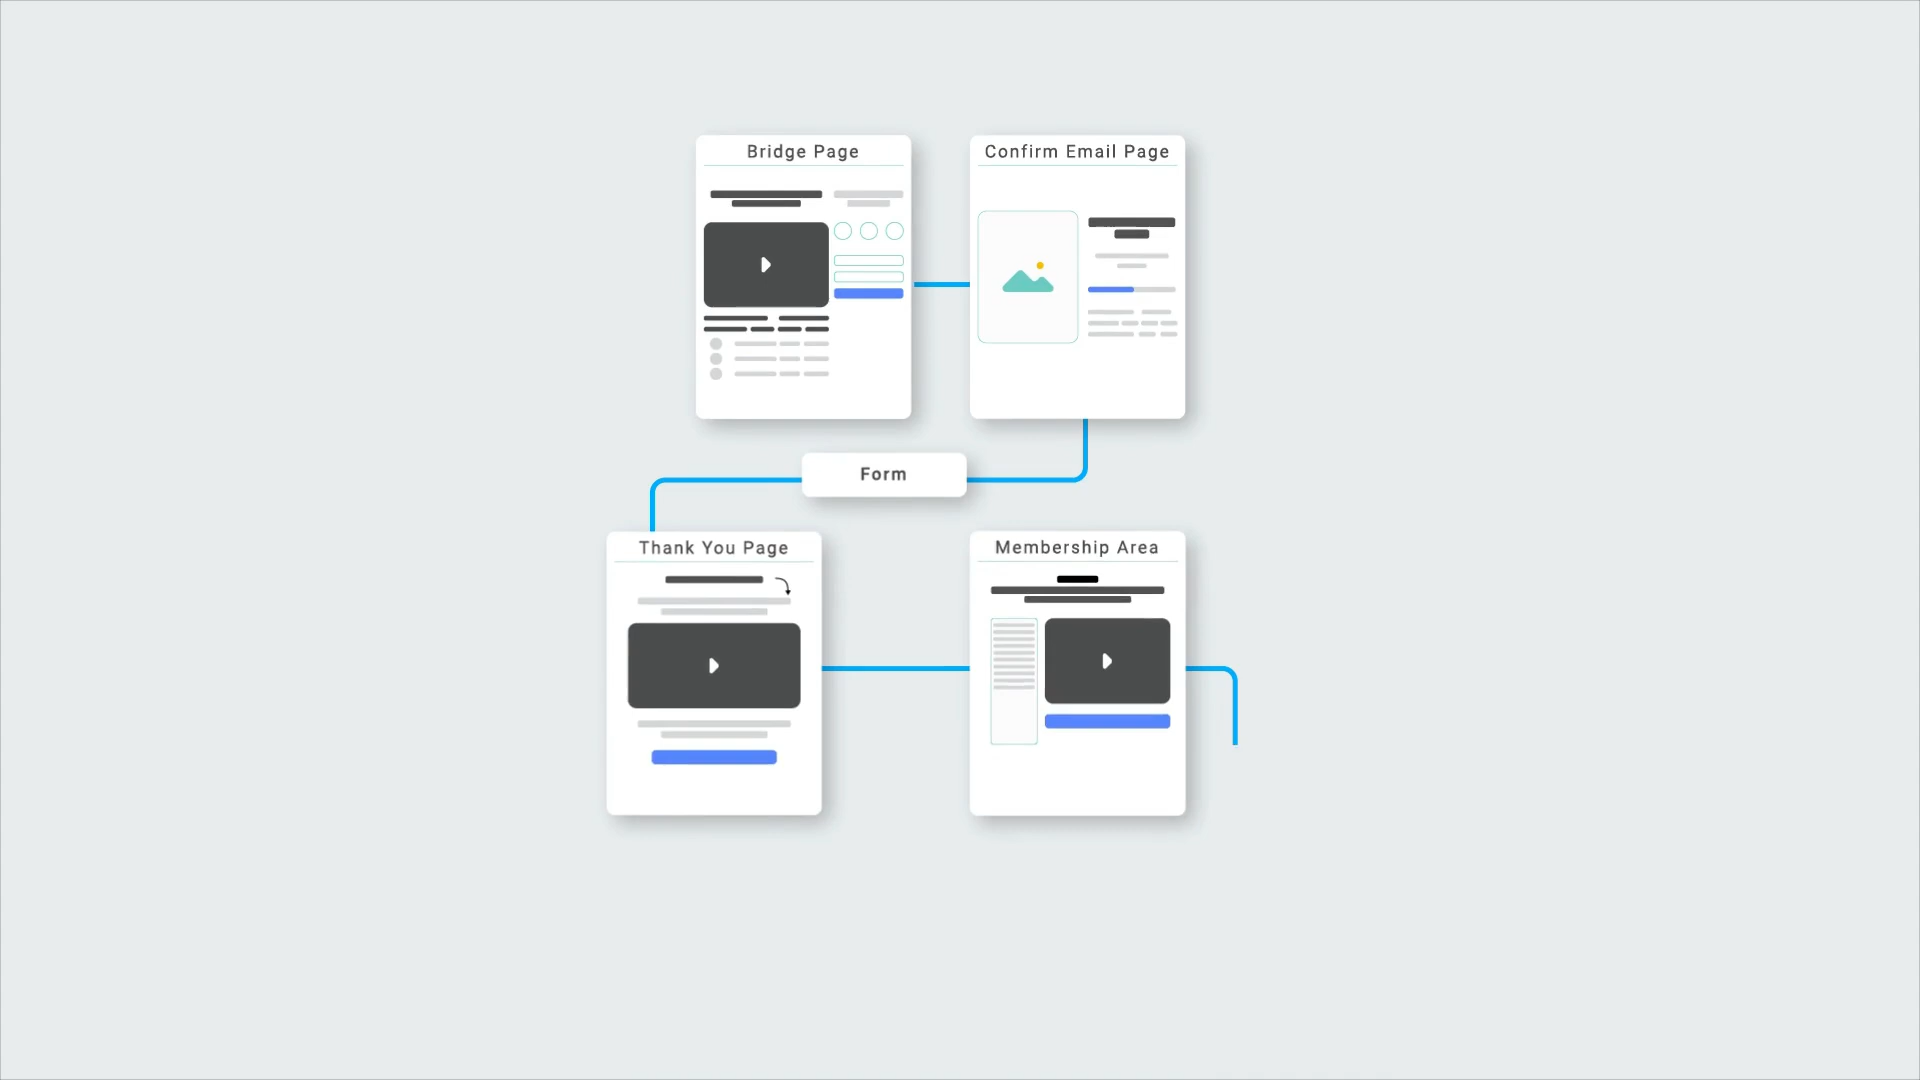 Bridge Page
Confirm Email Page
Form
Thank You Page
Membership Area